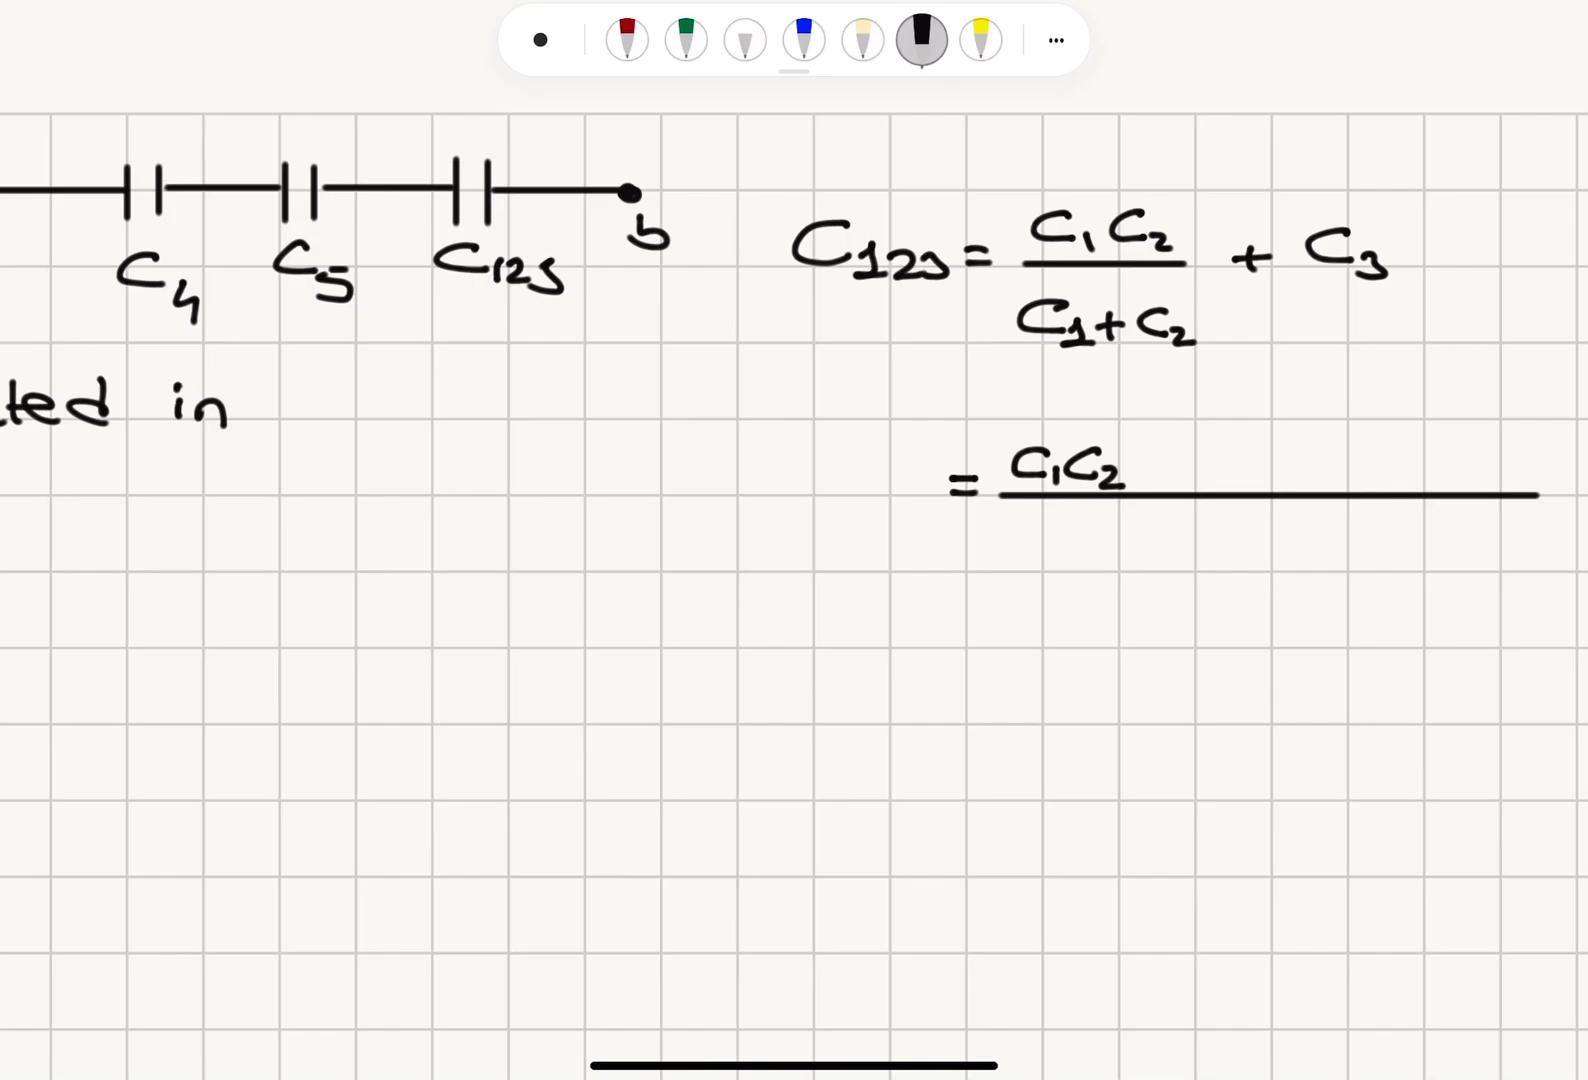 b
C₄ C₅ C₁₂₃
C₁₂₃ = C₁C₂ / C₁+C₂ + C₃
ted in
= C₁C₂